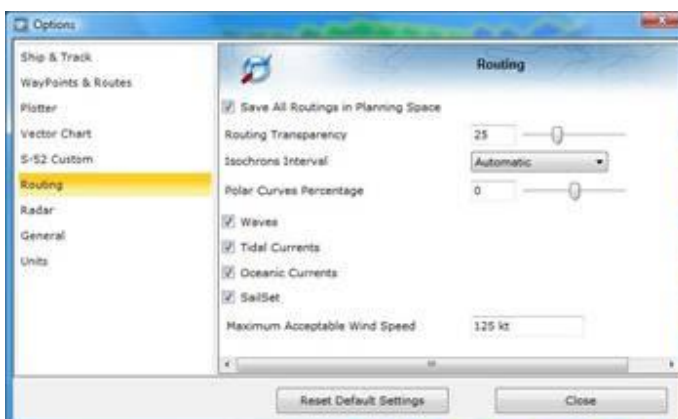 Options
Ship & Track
WayPoints & Routes
Plotter
Vector Chart
S-52 Custom
Routing
Radar
General
Units
Routing
Save All Routings in Planning Space
Routing Transparency 25
Isochrons Interval Automatic
Polar Curves Percentage 0
Waves
Tidal Currents
Oceanic Currents
SailSet
Maximum Acceptable Wind Speed 125 kt
Reset Default Settings Close